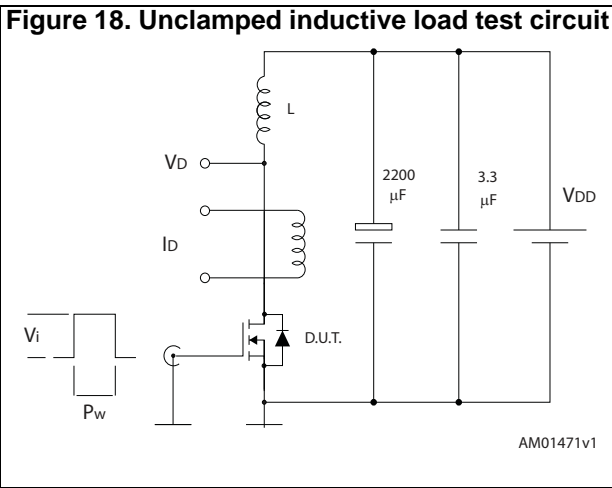 Figure 18. Unclamped inductive load test circuit
L
VD
2200
μF
3.3
μF
VDD
ID
Vi
D.U.T.
Pw
AM01471v1